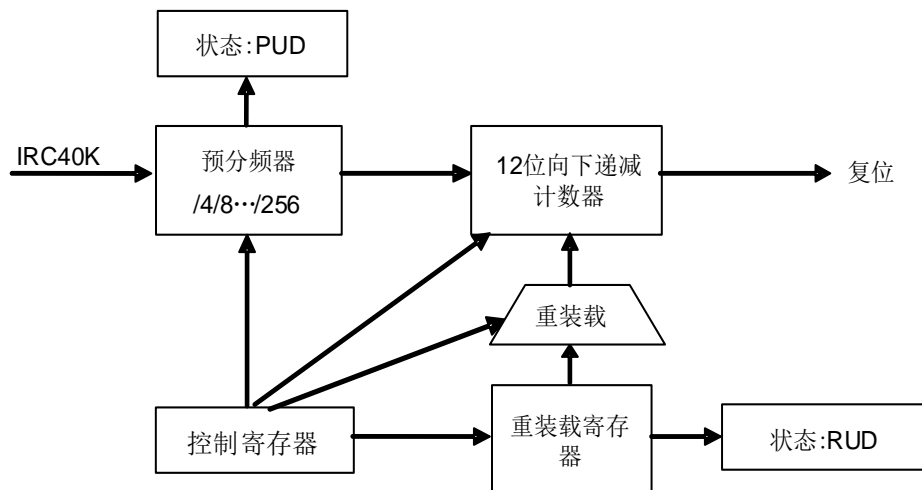 状态:PUD
IRC40K
预分频器
/4/8…/256
12位向下递减
计数器
复位
重装载
控制寄存器
重装载寄存
器
状态:RUD